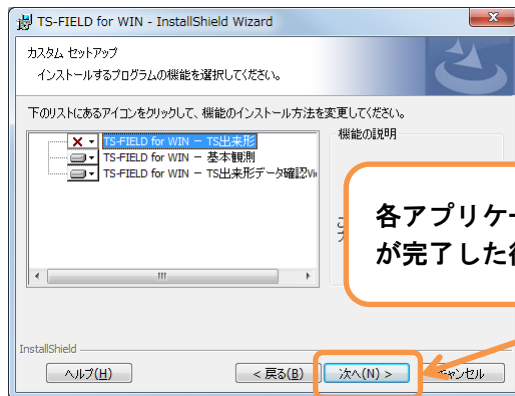 TS-FIELD for WIN - InstallShield Wizard
カスタム セットアップ
インストールするプログラムの機能を選択してください。
下のリストにあるアイコンをクリックして、機能のインストール方法を変更してください。
TS-FIELD for WIN － TS出来形
TS-FIELD for WIN － 基本観測
TS-FIELD for WIN － TS出来形データ確認Vi
機能の説明
各アプリケー
が完了した
InstallShield
ヘルプ(H)
< 戻る(B)
次へ(N) >
キャンセル